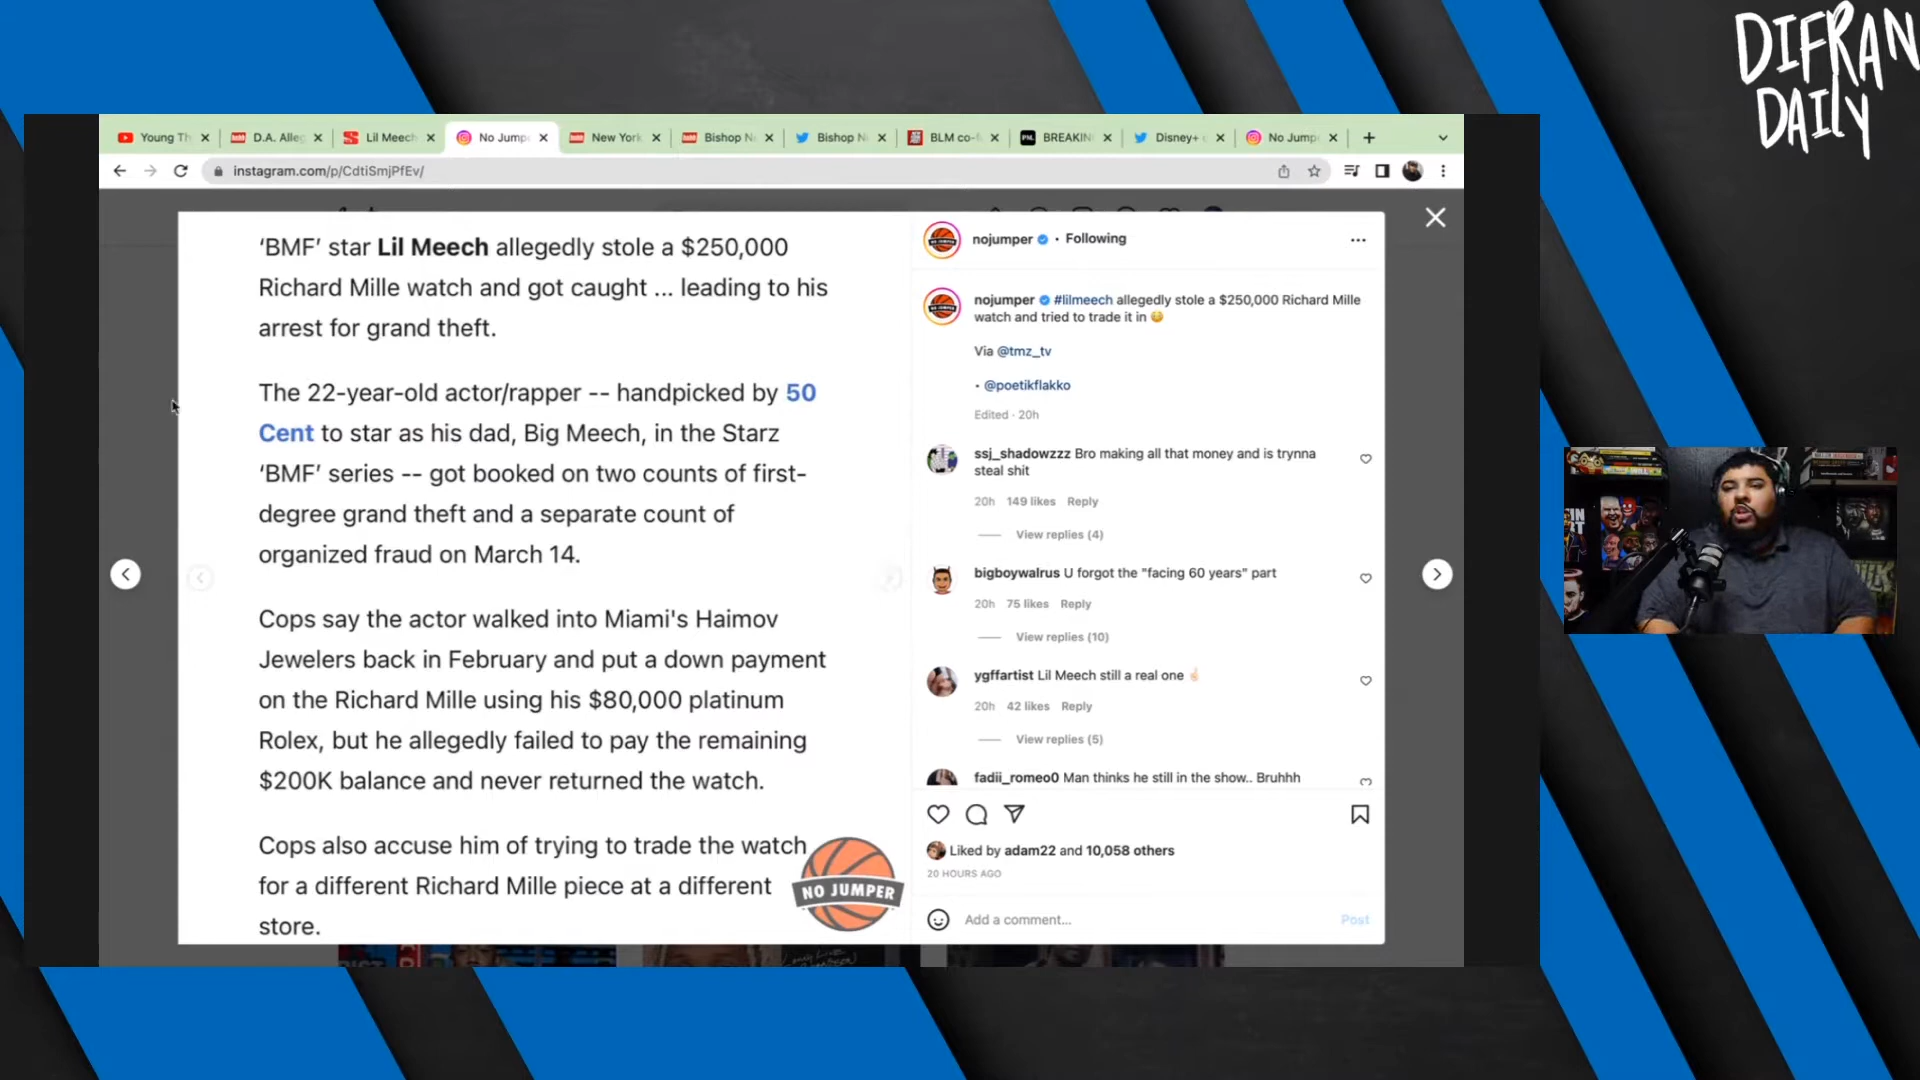 DIFRAN
DAILY
Young Th
D.A. Alleg
Lil Meech
No Jump
New York
Bishop N
Bishop N
BLM co-f
BREAKIN
Disney+
No Jump
instagram.com/p/CdtiSmjPfEv/
‘BMF’ star Lil Meech allegedly stole a $250,000
Richard Mille watch and got caught ... leading to his
arrest for grand theft.
The 22-year-old actor/rapper -- handpicked by 50
Cent to star as his dad, Big Meech, in the Starz
‘BMF’ series -- got booked on two counts of first-
degree grand theft and a separate count of
organized fraud on March 14.
Cops say the actor walked into Miami's Haimov
Jewelers back in February and put a down payment
on the Richard Mille using his $80,000 platinum
Rolex, but he allegedly failed to pay the remaining
$200K balance and never returned the watch.
Cops also accuse him of trying to trade the watch
for a different Richard Mille piece at a different
store.
NO JUMPER
nojumper • Following
nojumper #lilmeech allegedly stole a $250,000 Richard Mille
watch and tried to trade it in
Via @tmz_tv
• @poetikflakko
Edited · 20h
ssj_shadowzzz Bro making all that money and is trynna
steal shit
20h 149 likes Reply
View replies (4)
bigboywalrus U forgot the "facing 60 years" part
20h 75 likes Reply
View replies (10)
ygffartist Lil Meech still a real one
20h 42 likes Reply
View replies (5)
fadii_romeo0 Man thinks he still in the show.. Bruhhh
Liked by adam22 and 10,058 others
20 HOURS AGO
Add a comment...
Post